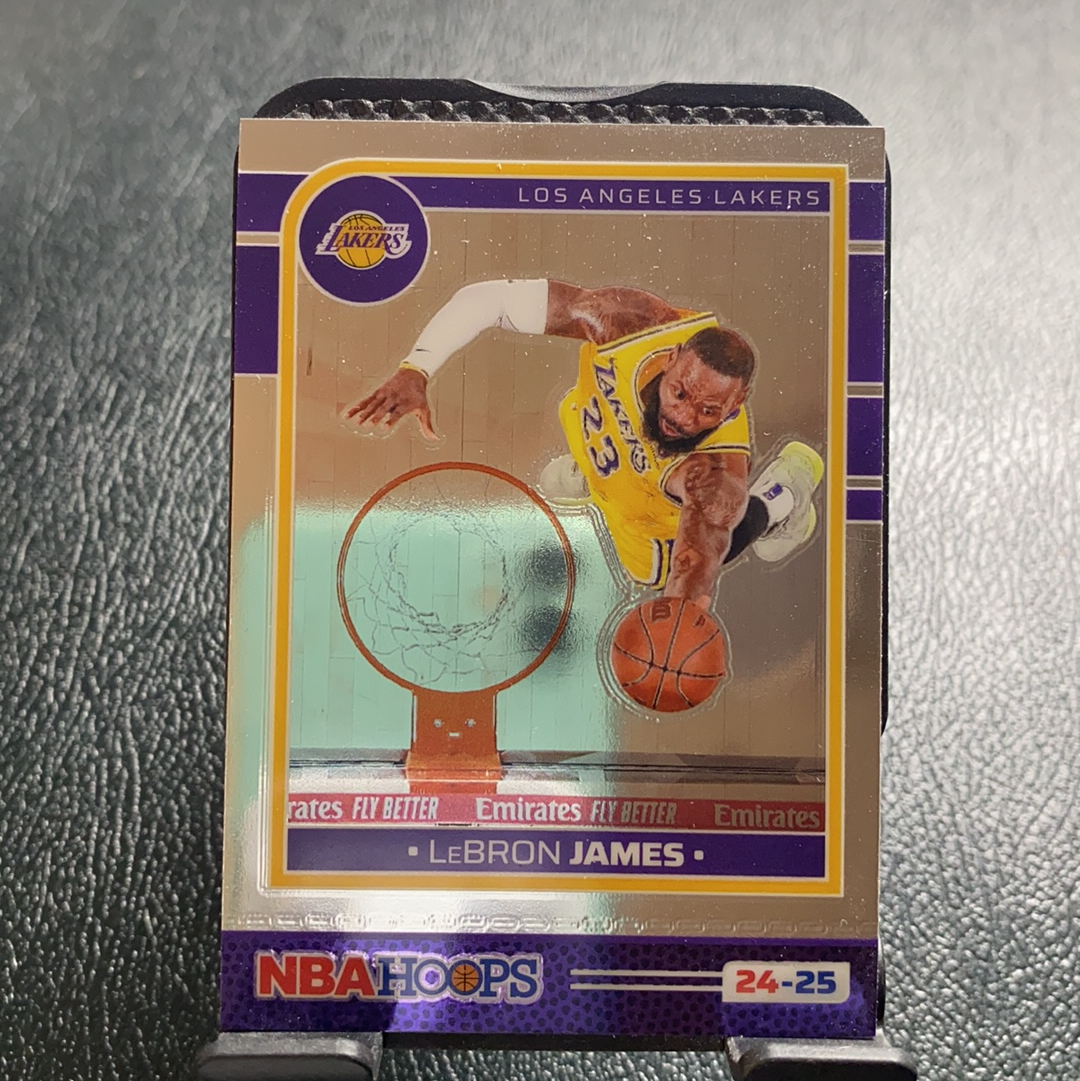 LOS ANGELES LAKERS
LOS ANGELES
LAKERS
LAKERS
23
rates FLY BETTER Emirates FLY BETTER Emirates
• LeBRON JAMES •
NBA HOOPS
24-25